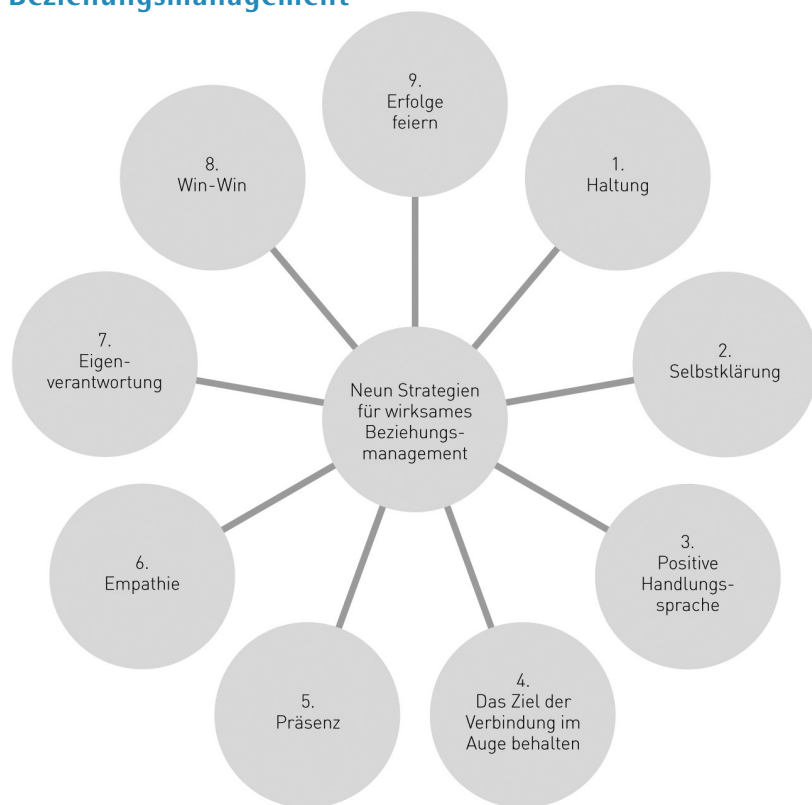 Beziehungsmanagement
9.
Erfolge
feiern
1.
Haltung
2.
Selbstklärung
3.
Positive
Handlungs-
sprache
4.
Das Ziel der
Verbindung im
Auge behalten
5.
Präsenz
6.
Empathie
7.
Eigen-
verantwortung
8.
Win-Win
Neun Strategien
für wirksames
Beziehungs-
management